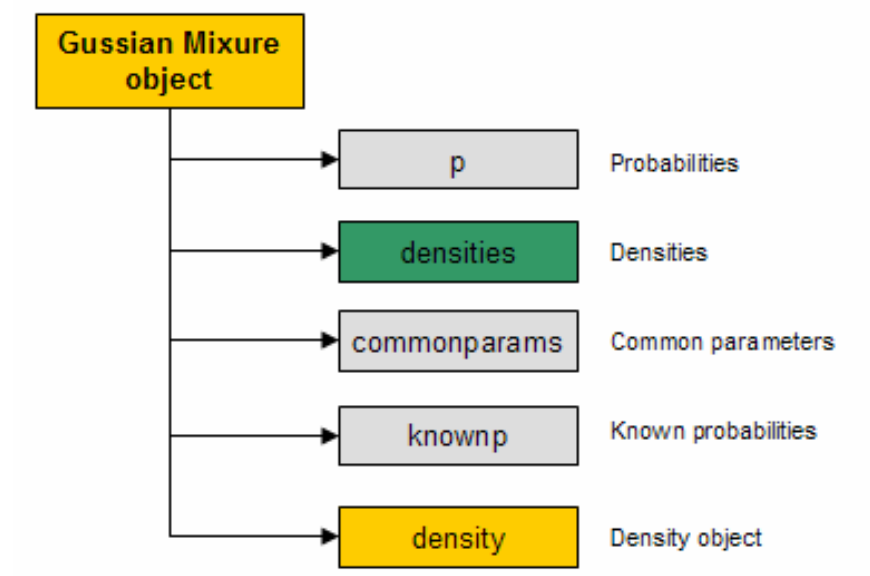 Gussian Mixure
object
p
Probabilities
densities
Densities
commonparams
Common parameters
knownp
Known probabilities
density
Density object